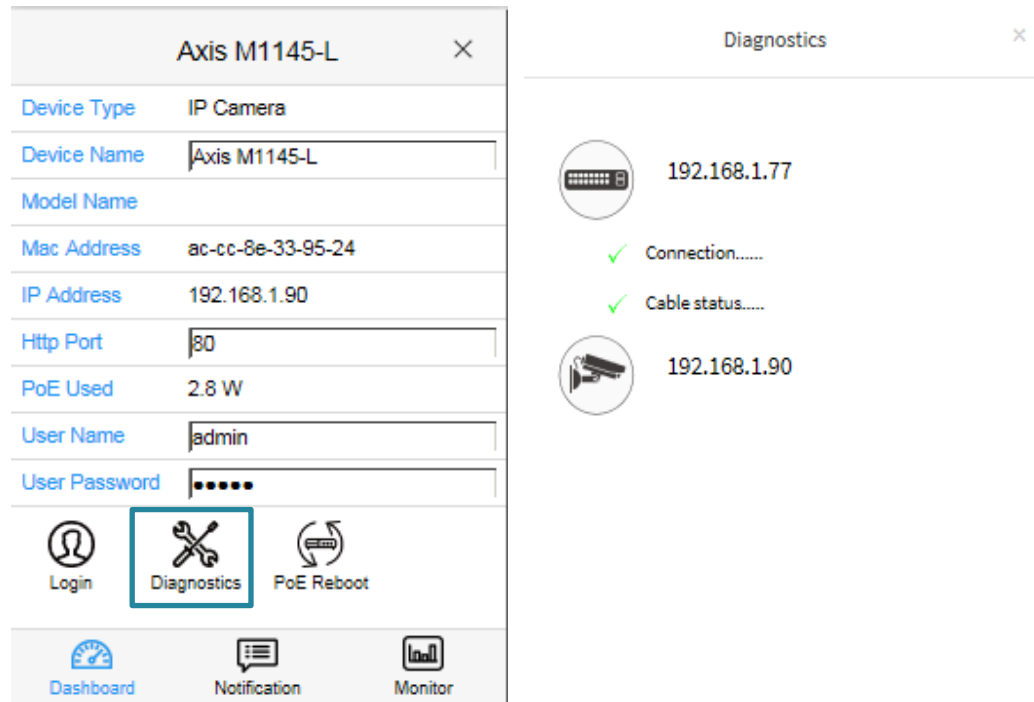 Axis M1145-L ×
Device Type IP Camera
Device Name Axis M1145-L
Model Name
Mac Address ac-cc-8e-33-95-24
IP Address 192.168.1.90
Http Port 80
PoE Used 2.8 W
User Name admin
User Password •••••
Login Diagnostics PoE Reboot
Dashboard Notification Monitor
Diagnostics ×
192.168.1.77
✓ Connection......
✓ Cable status.....
192.168.1.90